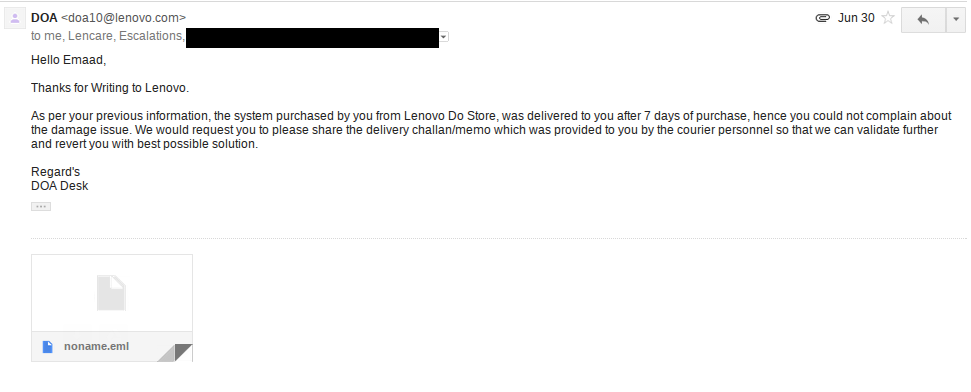 DOA <doa10@lenovo.com> Jun 30
to me, Lencare, Escalations,
Hello Emaad,
Thanks for Writing to Lenovo.
As per your previous information, the system purchased by you from Lenovo Do Store, was delivered to you after 7 days of purchase, hence you could not complain about
the damage issue. We would request you to please share the delivery challan/memo which was provided to you by the courier personnel so that we can validate further
and revert you with best possible solution.
Regard's
DOA Desk
noname.eml